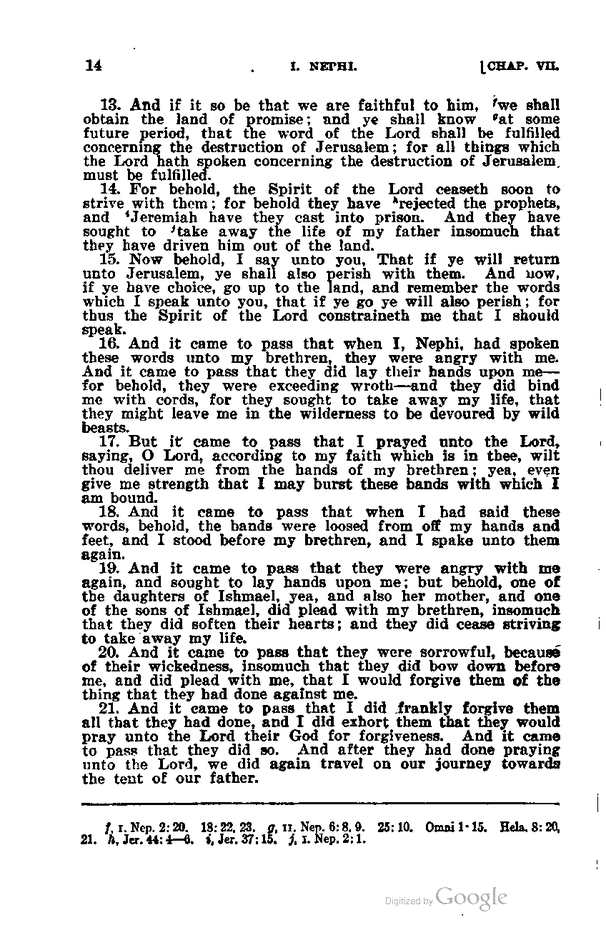 14 I. NEPHI. [CHAP. VII.
13. And if it so be that we are faithful to him, fwe shall
obtain the land of promise; and ye shall know gat some
future period, that the word of the Lord shall be fulfilled
concerning the destruction of Jerusalem; for all things which
the Lord hath spoken concerning the destruction of Jerusalem
must be fulfilled.
14. For behold, the Spirit of the Lord ceaseth soon to
strive with them; for behold they have hrejected the prophets,
and iJeremiah have they cast into prison. And they have
sought to jtake away the life of my father insomuch that
they have driven him out of the land.
15. Now behold, I say unto you, That if ye will return
unto Jerusalem, ye shall also perish with them. And now,
if ye have choice, go up to the land, and remember the words
which I speak unto you, that if ye go ye will also perish; for
thus the Spirit of the Lord constraineth me that I should
speak.
16. And it came to pass that when I, Nephi, had spoken
these words unto my brethren, they were angry with me.
And it came to pass that they did lay their hands upon me—
for behold, they were exceeding wroth—and they did bind
me with cords, for they sought to take away my life, that
they might leave me in the wilderness to be devoured by wild
beasts.
17. But it came to pass that I prayed unto the Lord,
saying, O Lord, according to my faith which is in thee, wilt
thou deliver me from the hands of my brethren; yea, even
give me strength that I may burst these bands with which I
am bound.
18. And it came to pass that when I had said these
words, behold, the bands were loosed from off my hands and
feet, and I stood before my brethren, and I spake unto them
again.
19. And it came to pass that they were angry with me
again, and sought to lay hands upon me; but behold, one of
the daughters of Ishmael, yea, and also her mother, and one
of the sons of Ishmael, did plead with my brethren, insomuch
that they did soften their hearts; and they did cease striving
to take away my life.
20. And it came to pass that they were sorrowful, because
of their wickedness, insomuch that they did bow down before
me, and did plead with me, that I would forgive them of the
thing that they had done against me.
21. And it came to pass that I did frankly forgive them
all that they had done, and I did exhort them that they would
pray unto the Lord their God for forgiveness. And it came
to pass that they did so. And after they had done praying
unto the Lord, we did again travel on our journey towards
the tent of our father.
f, I. Nep. 2: 20. 18: 22, 23. g, II. Nep. 6: 8, 9. 25: 10. Omni 1-15. Hela. 8: 20,
21. h, Jer. 44: 4—6. i, Jer. 37: 15. j, I. Nep. 2: 1.
Digitized by Google